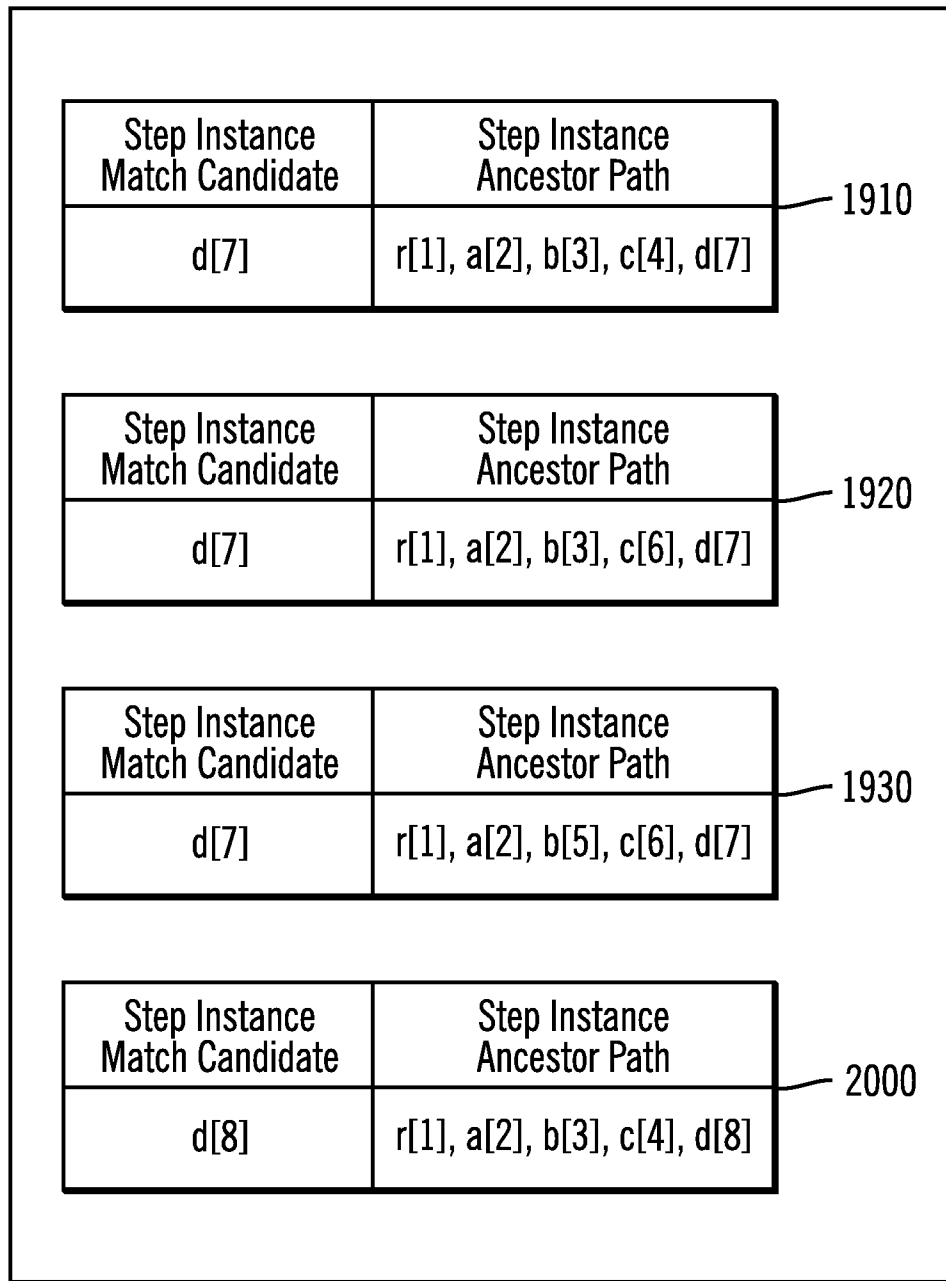 Step Instance Step Instance
Match Candidate Ancestor Path
1910
d[7] r[1], a[2], b[3], c[4], d[7]
Step Instance Step Instance
Match Candidate Ancestor Path
1920
d[7] r[1], a[2], b[3], c[6], d[7]
Step Instance Step Instance
Match Candidate Ancestor Path
1930
d[7] r[1], a[2], b[5], c[6], d[7]
Step Instance Step Instance
Match Candidate Ancestor Path
2000
d[8] r[1], a[2], b[3], c[4], d[8]